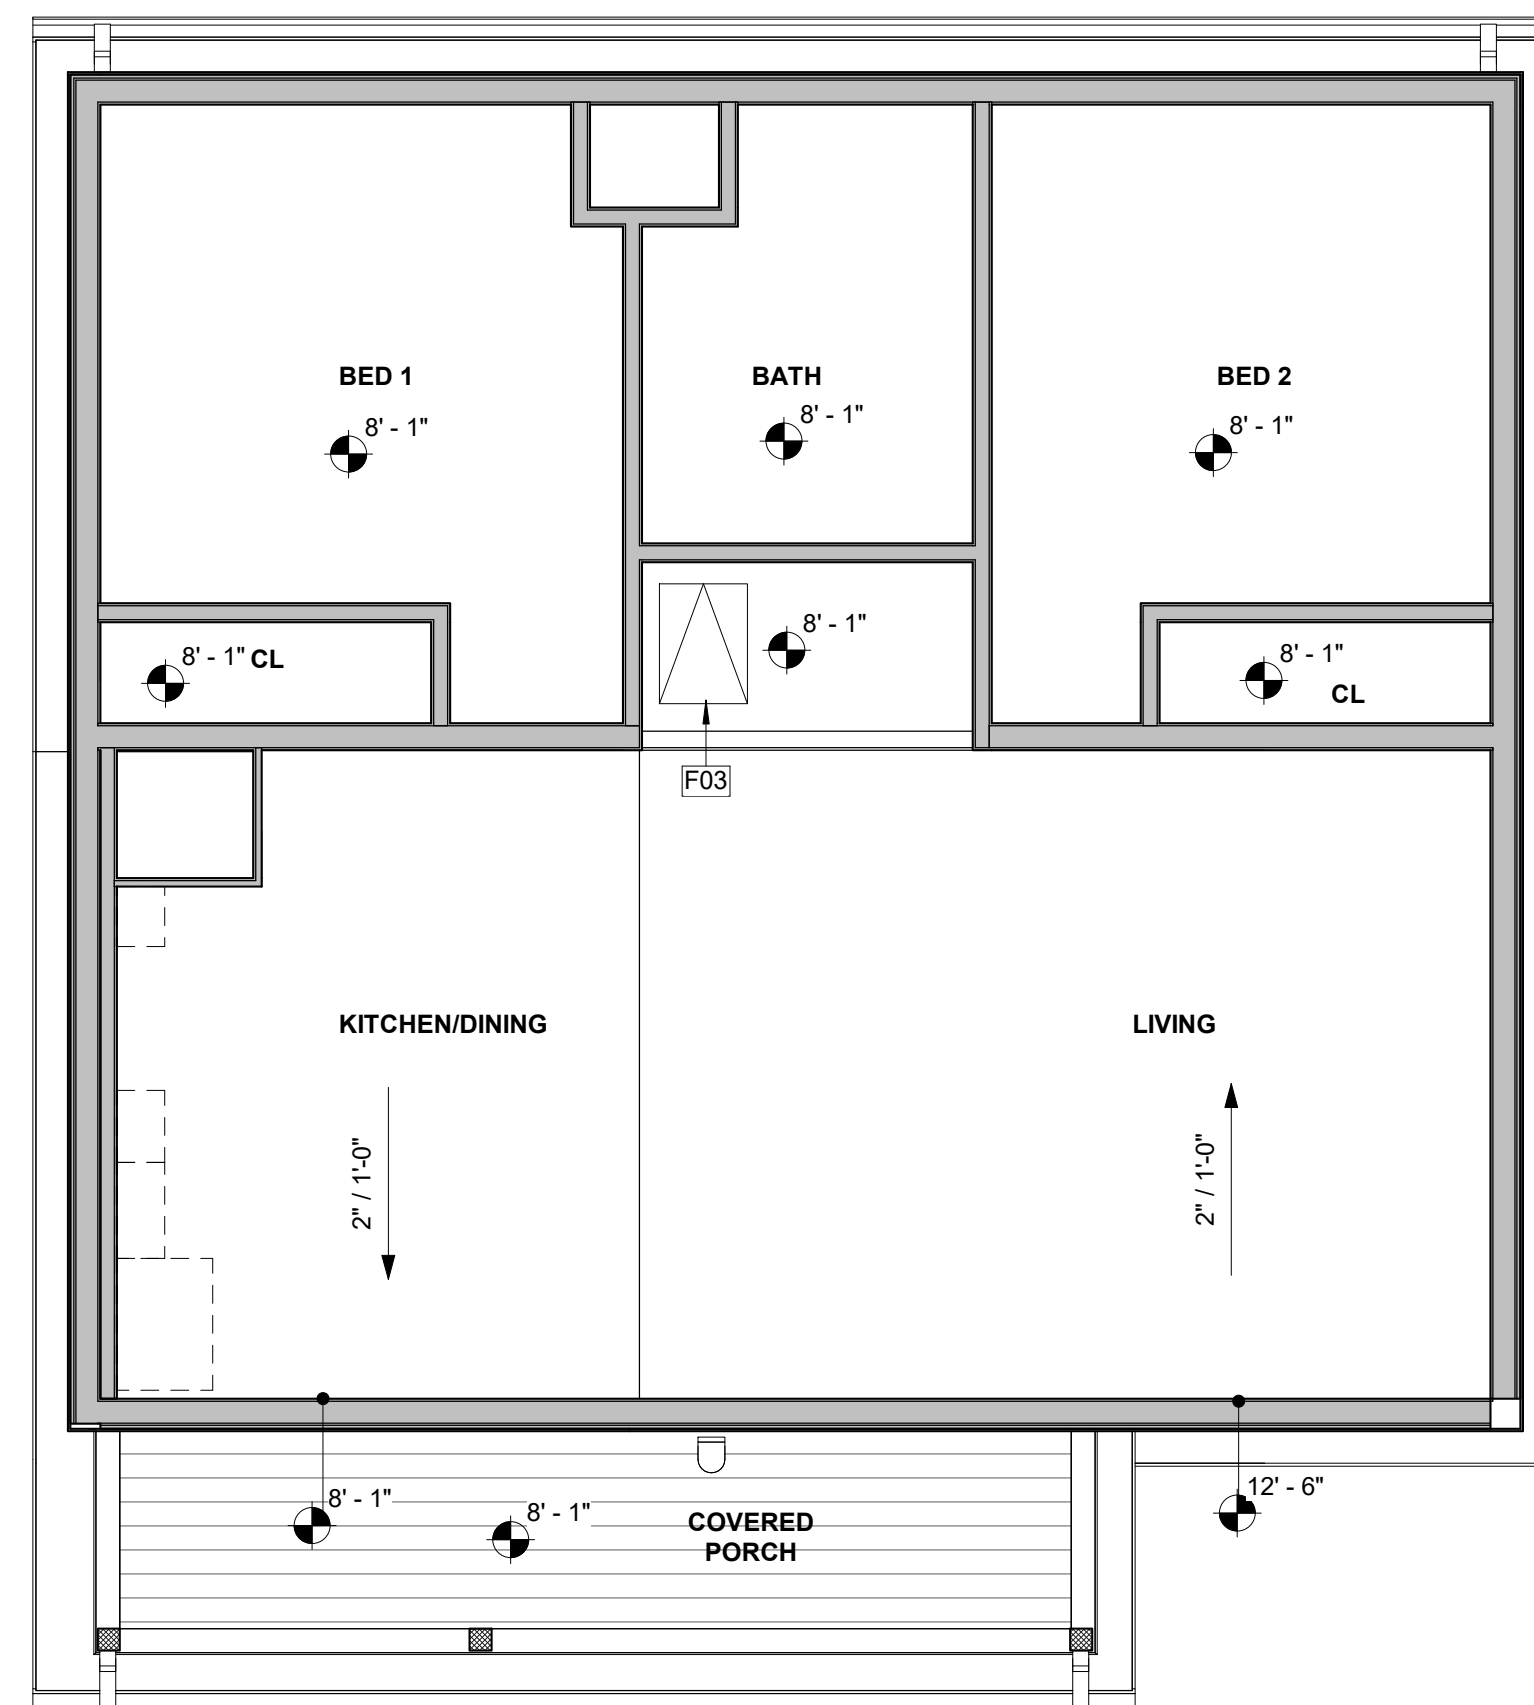 BED 1
8' - 1"
BATH
8' - 1"
BED 2
8' - 1"
8' - 1" CL
8' - 1"
8' - 1"
CL
F03
KITCHEN/DINING
LIVING
2" / 1'-0"
2" / 1'-0"
8' - 1"
8' - 1"
COVERED
PORCH
12' - 6"